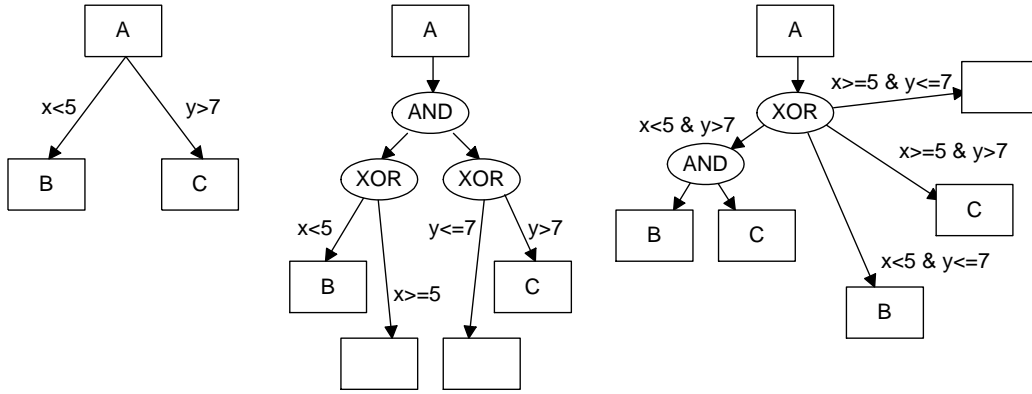 A
x<5
y>7
B
C
A
AND
XOR
XOR
x<5
y<=7
y>7
B
x>=5
C
A
x>=5 & y<=7
XOR
x<5 & y>7
AND
x>=5 & y>7
B
C
C
x<5 & y<=7
B